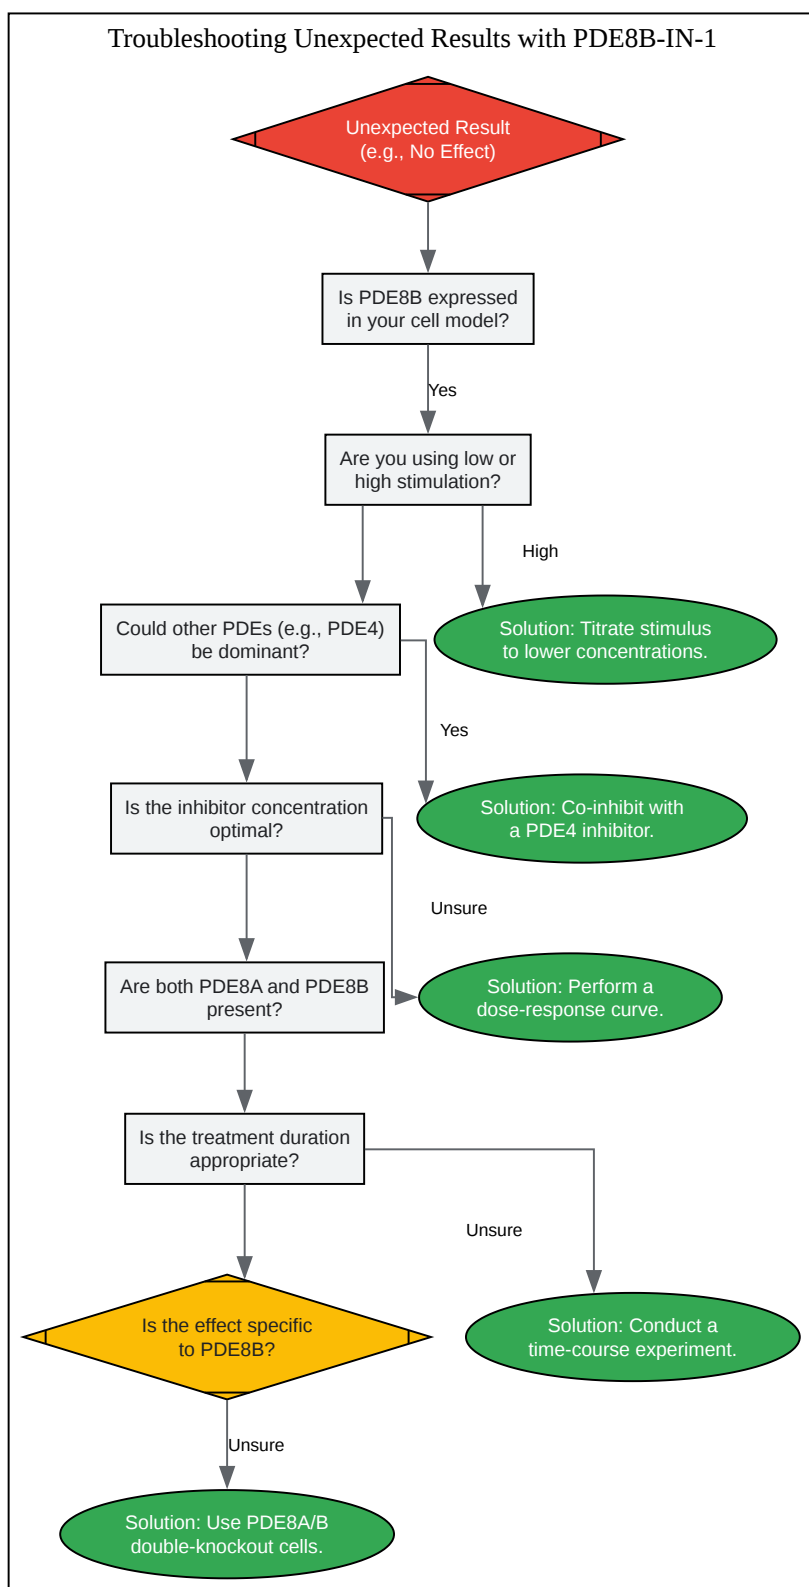 Troubleshooting Unexpected Results with PDE8B-IN-1
Unexpected Result
(e.g., No Effect)
Is PDE8B expressed
in your cell model?
Yes
Are you using low or
high stimulation?
High
Could other PDEs (e.g., PDE4)
be dominant?
Solution: Titrate stimulus
to lower concentrations.
Yes
Is the inhibitor concentration
optimal?
Solution: Co-inhibit with
a PDE4 inhibitor.
Unsure
Are both PDE8A and PDE8B
present?
Solution: Perform a
dose-response curve.
Is the treatment duration
appropriate?
Unsure
Is the effect specific
to PDE8B?
Solution: Conduct a
time-course experiment.
Unsure
Solution: Use PDE8A/B
double-knockout cells.